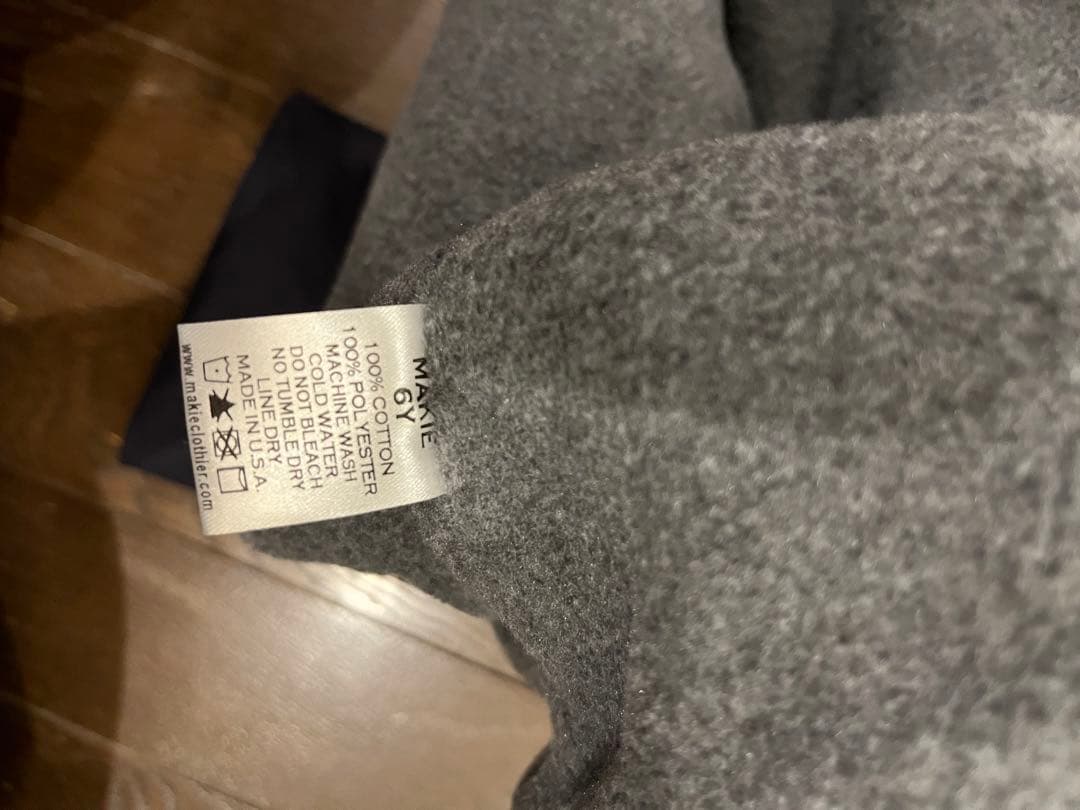 MAKIE
6Y
100% COTTON
100% POLYESTER
MACHINE WASH
COLD WATER
DO NOT BLEACH
NO TUMBLE DRY
LINE DRY
MADE IN U.S.A.
www.makieclothier.com